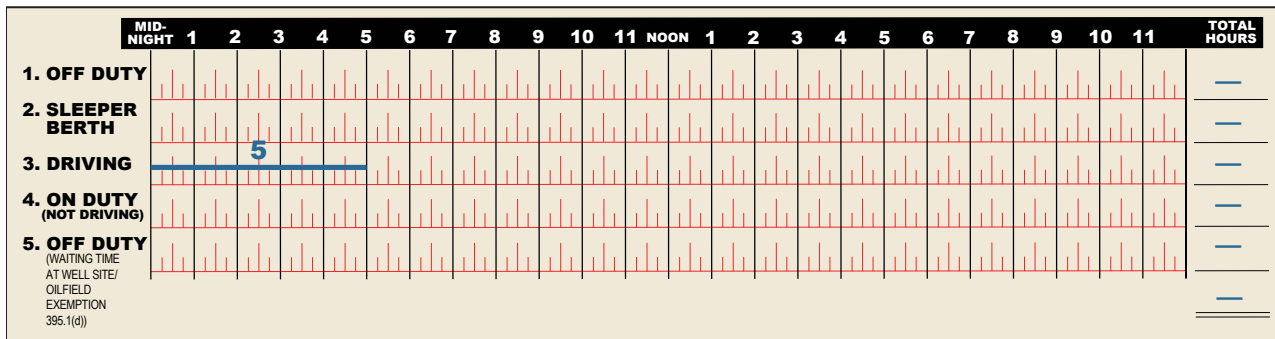 MID-
NIGHT 1 2 3 4 5 6 7 8 9 10 11 NOON 1 2 3 4 5 6 7 8 9 10 11 TOTAL
HOURS
1. OFF DUTY —
2. SLEEPER
BERTH —
5
3. DRIVING —
4. ON DUTY
(NOT DRIVING) —
5. OFF DUTY —
(WAITING TIME
AT WELL SITE/
OILFIELD
EXEMPTION —
395.1(d))